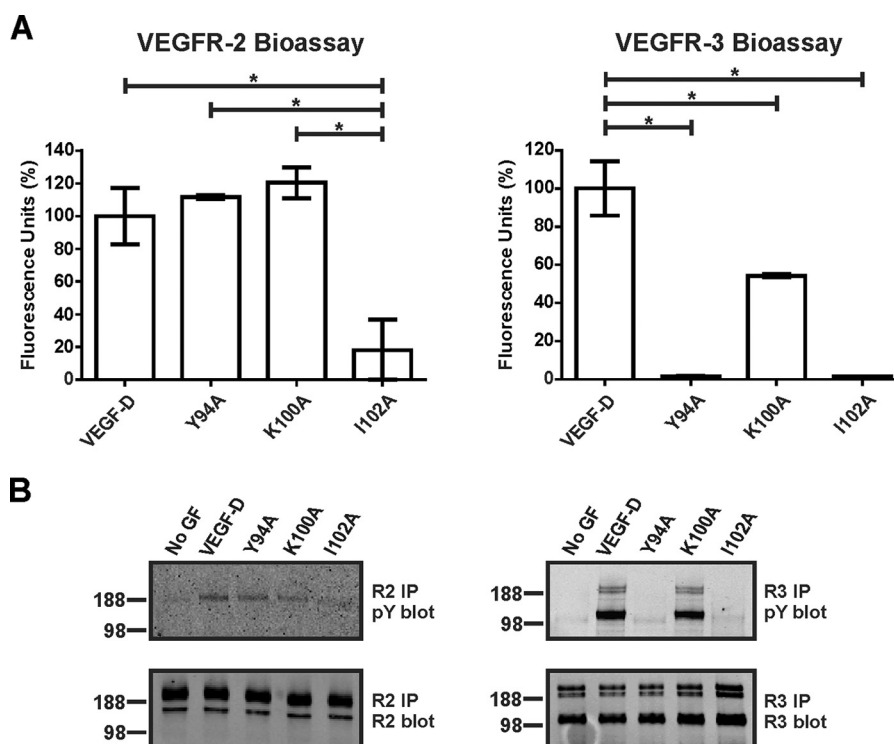 A
VEGFR-2 Bioassay
* * *
Fluorescence Units (%)
140
120
100
80
60
40
20
0
VEGF-D
Y94A
K100A
I102A
VEGFR-3 Bioassay
* * *
Fluorescence Units (%)
120
100
80
60
40
20
0
VEGF-D
Y94A
K100A
I102A
B
No GF VEGF-D Y94A K100A I102A
188
98
R2 IP
pY blot
188
98
R2 IP
R2 blot
No GF VEGF-D Y94A K100A I102A
188
98
R3 IP
pY blot
188
98
R3 IP
R3 blot